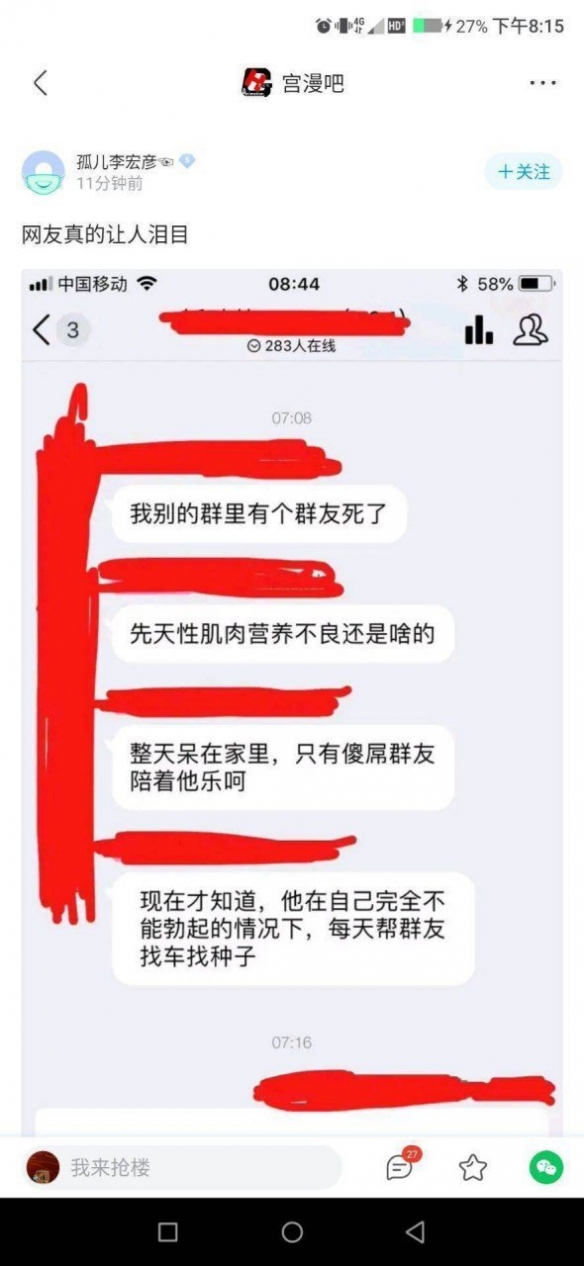 4G HD² 27% 下午8:15
宫漫吧
孤儿李宏彦
11分钟前
+关注
网友真的让人泪目
中国移动 08:44 58%
3
283人在线
07:08
我别的群里有个群友死了
先天性肌肉营养不良还是啥的
整天呆在家里，只有傻屌群友
陪着他乐呵
现在才知道，他在自己完全不
能勃起的情况下，每天帮群友
找车找种子
07:16
我来抢楼
27